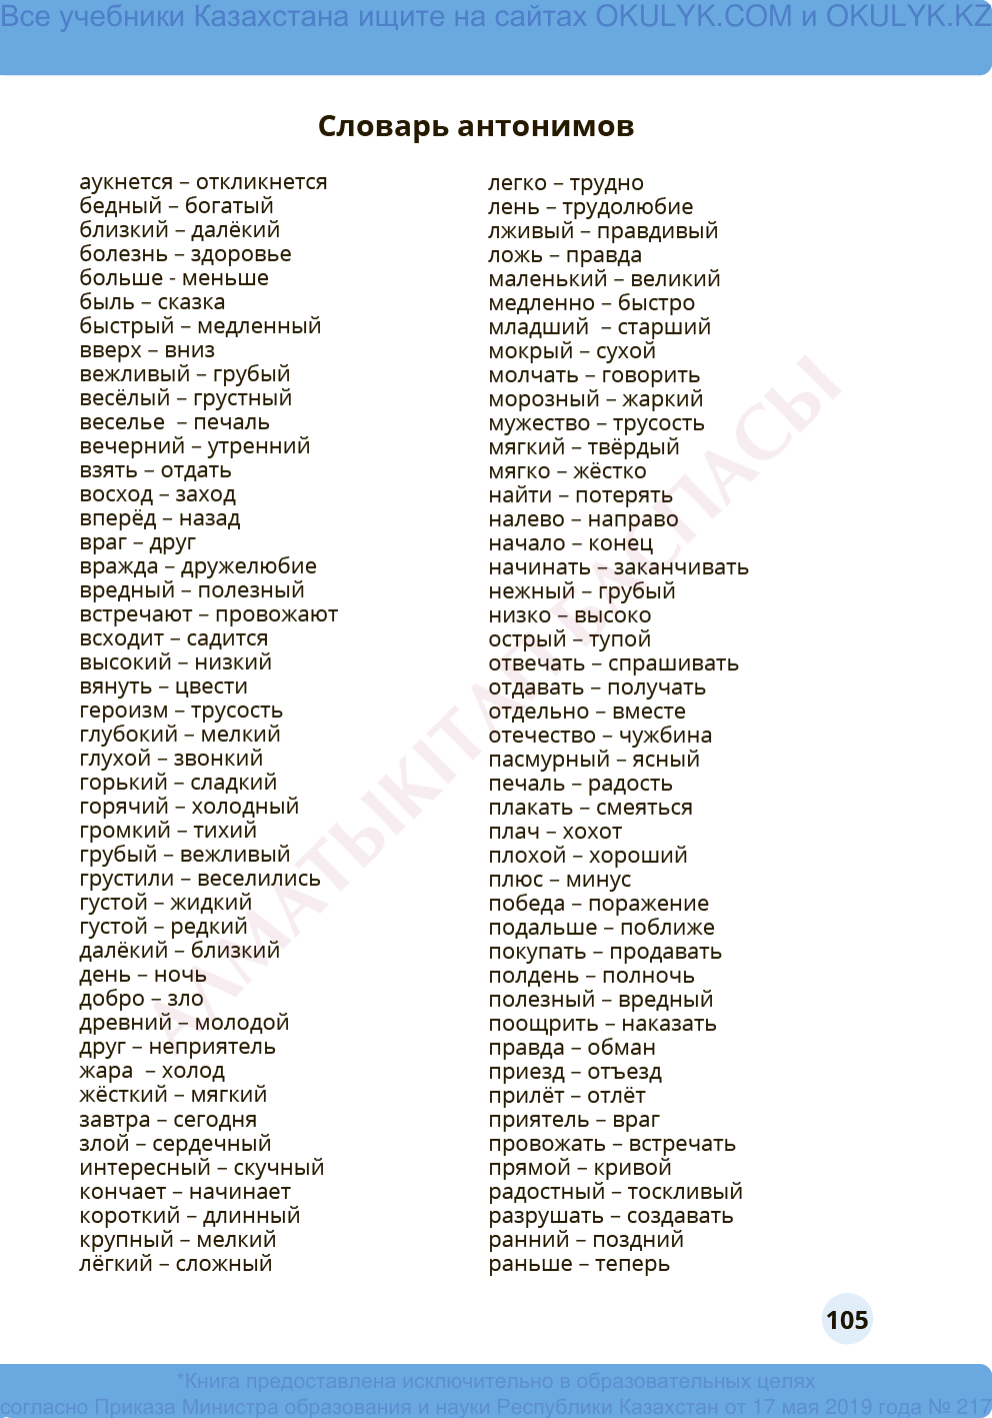 Все учебники Казахстана ищите на сайтах OKULYK.COM и OKULYK.KZ
Словарь антонимов
аукнется – откликнется
бедный – богатый
близкий – далёкий
болезнь – здоровье
больше - меньше
быль – сказка
быстрый – медленный
вверх – вниз
вежливый – грубый
весёлый – грустный
веселье – печаль
вечерний – утренний
взять – отдать
восход – заход
вперёд – назад
враг – друг
вражда – дружелюбие
вредный – полезный
встречают – провожают
всходит – садится
высокий – низкий
вянуть – цвести
героизм – трусость
глубокий – мелкий
глухой – звонкий
горький – сладкий
горячий – холодный
громкий – тихий
грубый – вежливый
грустили – веселились
густой – жидкий
густой – редкий
далёкий – близкий
день – ночь
добро – зло
древний – молодой
друг – неприятель
жара – холод
жёсткий – мягкий
завтра – сегодня
злой – сердечный
интересный – скучный
кончает – начинает
короткий – длинный
крупный – мелкий
лёгкий – сложный
легко – трудно
лень – трудолюбие
лживый – правдивый
ложь – правда
маленький – великий
медленно – быстро
младший – старший
мокрый – сухой
молчать – говорить
морозный – жаркий
мужество – трусость
мягкий – твёрдый
мягко – жёстко
найти – потерять
налево – направо
начало – конец
начинать – заканчивать
нежный – грубый
низко – высоко
острый – тупой
отвечать – спрашивать
отдавать – получать
отдельно – вместе
отечество – чужбина
пасмурный – ясный
печаль – радость
плакать – смеяться
плач – хохот
плохой – хороший
плюс – минус
победа – поражение
подальше – поближе
покупать – продавать
полдень – полночь
полезный – вредный
поощрить – наказать
правда – обман
приезд – отъезд
прилёт – отлёт
приятель – враг
провожать – встречать
прямой – кривой
радостный – тоскливый
разрушать – создавать
ранний – поздний
раньше – теперь
АЛМАТЫКІТАП БАСПАСЫ
105
*Книга предоставлена исключительно в образовательных целях
согласно Приказа Министра образования и науки Республики Казахстан от 17 мая 2019 года № 217